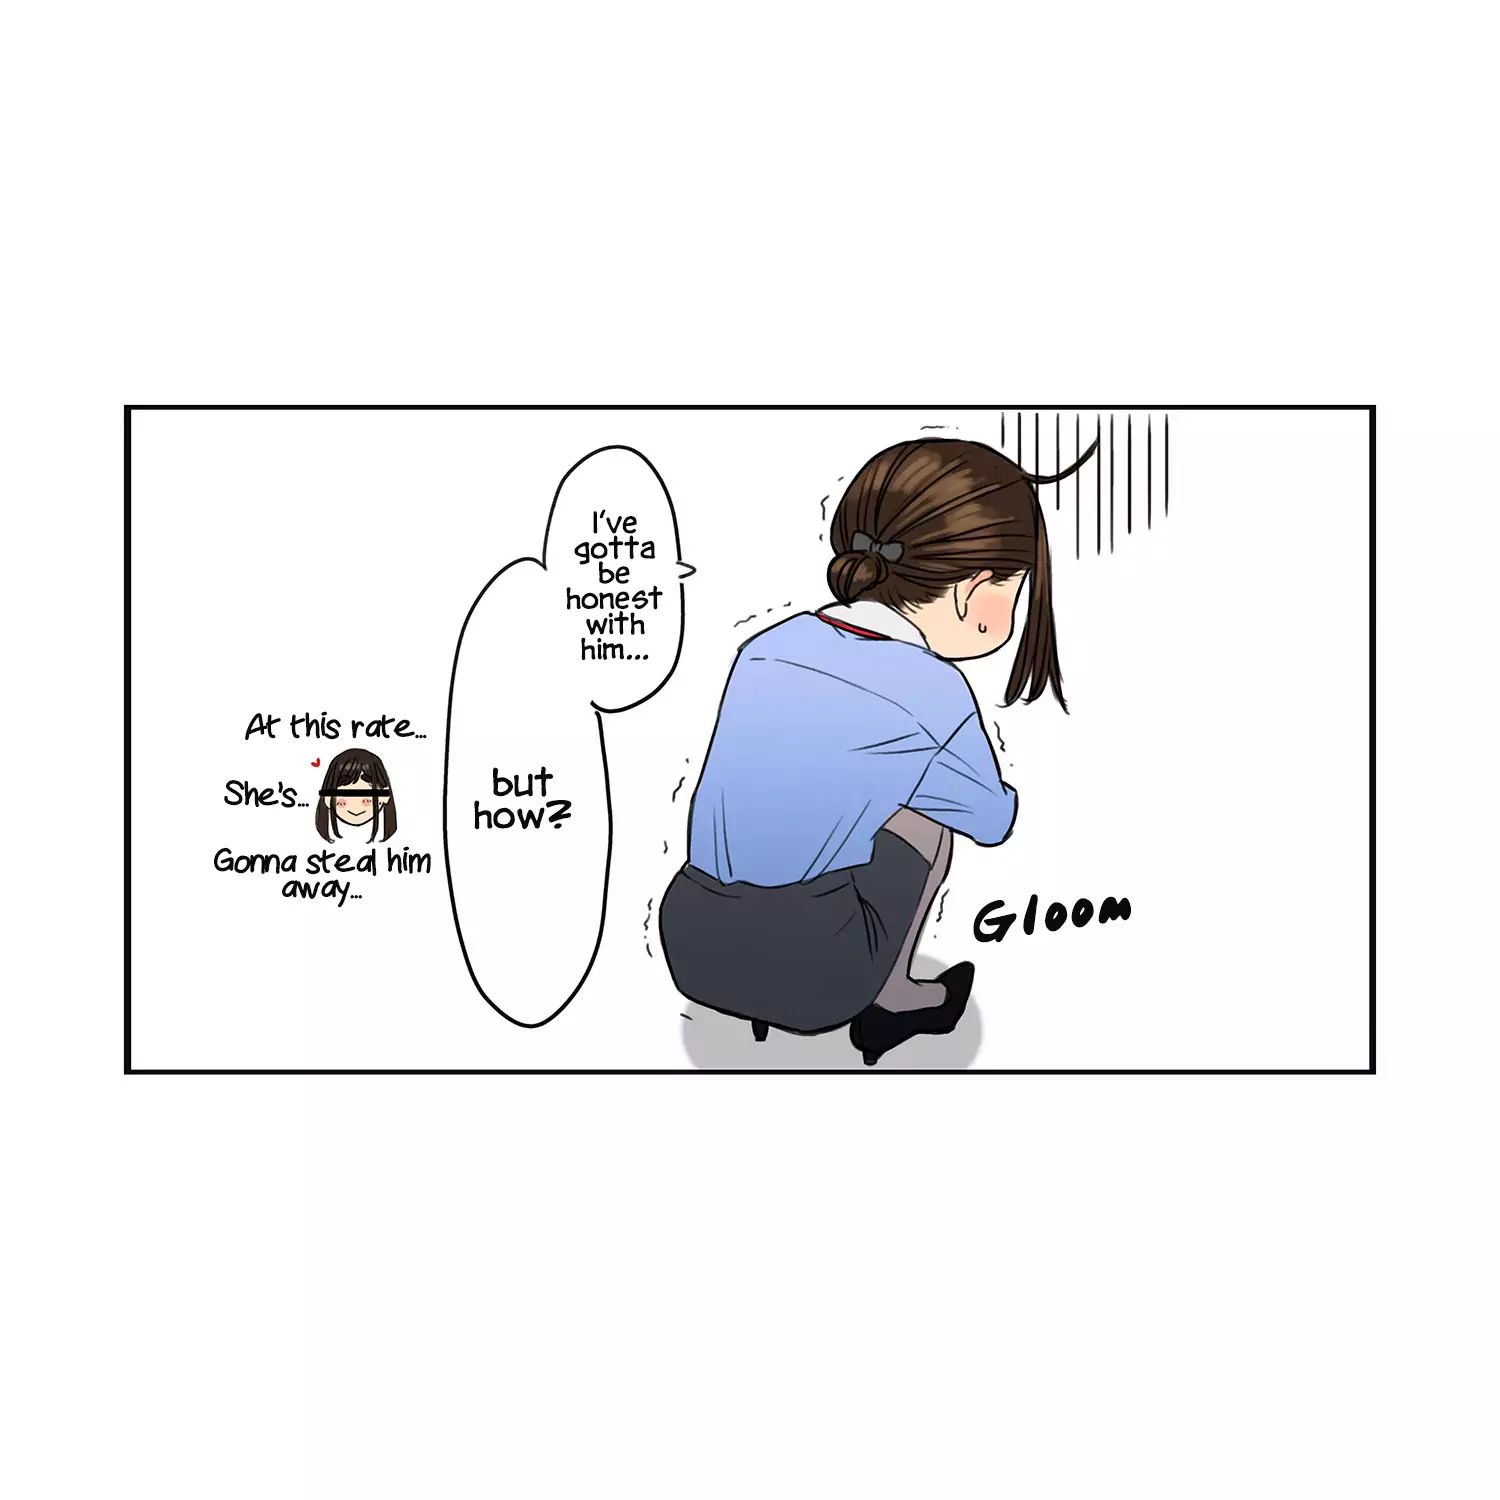 I've
gotta
be
honest
with
him...
but
how?
At this rate...
She's...
Gonna steal him
away...
Gloom